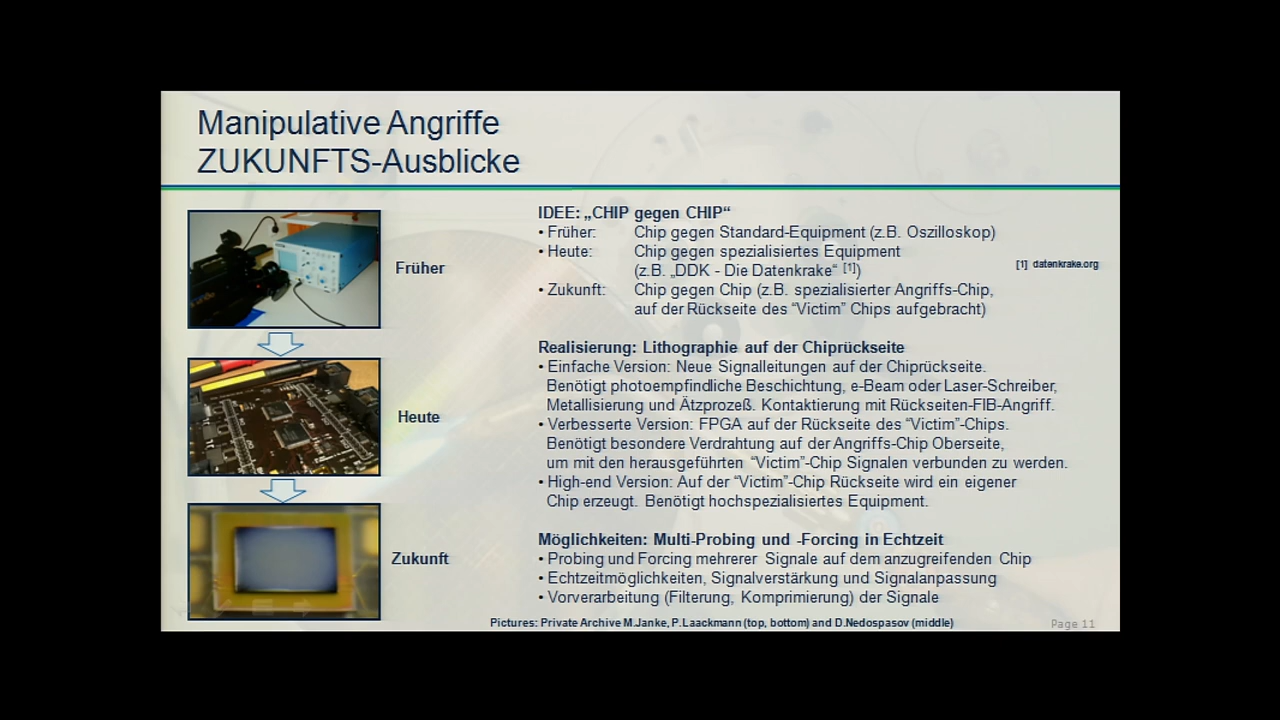 Manipulative Angriffe
ZUKUNFTS-Ausblicke
Früher
Heute
Zukunft
IDEE: „CHIP gegen CHIP“
• Früher: Chip gegen Standard-Equipment (z.B. Oszilloskop)
• Heute: Chip gegen spezialisiertes Equipment
(z.B. „DDK - Die Datenkrake“ [1])
[1] datenkrake.org
• Zukunft: Chip gegen Chip (z.B. spezialisierter Angriffs-Chip,
auf der Rückseite des “Victim” Chips aufgebracht)
Realisierung: Lithographie auf der Chiprückseite
• Einfache Version: Neue Signalleitungen auf der Chiprückseite.
Benötigt photoempfindliche Beschichtung, e-Beam oder Laser-Schreiber,
Metallisierung und Ätzprozeß. Kontaktierung mit Rückseiten-FIB-Angriff.
• Verbesserte Version: FPGA auf der Rückseite des “Victim”-Chips.
Benötigt besondere Verdrahtung auf der Angriffs-Chip Oberseite,
um mit den herausgeführten “Victim”-Chip Signalen verbunden zu werden.
• High-end Version: Auf der “Victim”-Chip Rückseite wird ein eigener
Chip erzeugt. Benötigt hochspezialisiertes Equipment.
Möglichkeiten: Multi-Probing und -Forcing in Echtzeit
• Probing und Forcing mehrerer Signale auf dem anzugreifenden Chip
• Echtzeitmöglichkeiten, Signalverstärkung und Signalanpassung
• Vorverarbeitung (Filterung, Komprimierung) der Signale
Pictures: Private Archive M.Janke, P.Laackmann (top, bottom) and D.Nedospasov (middle)
Page 11